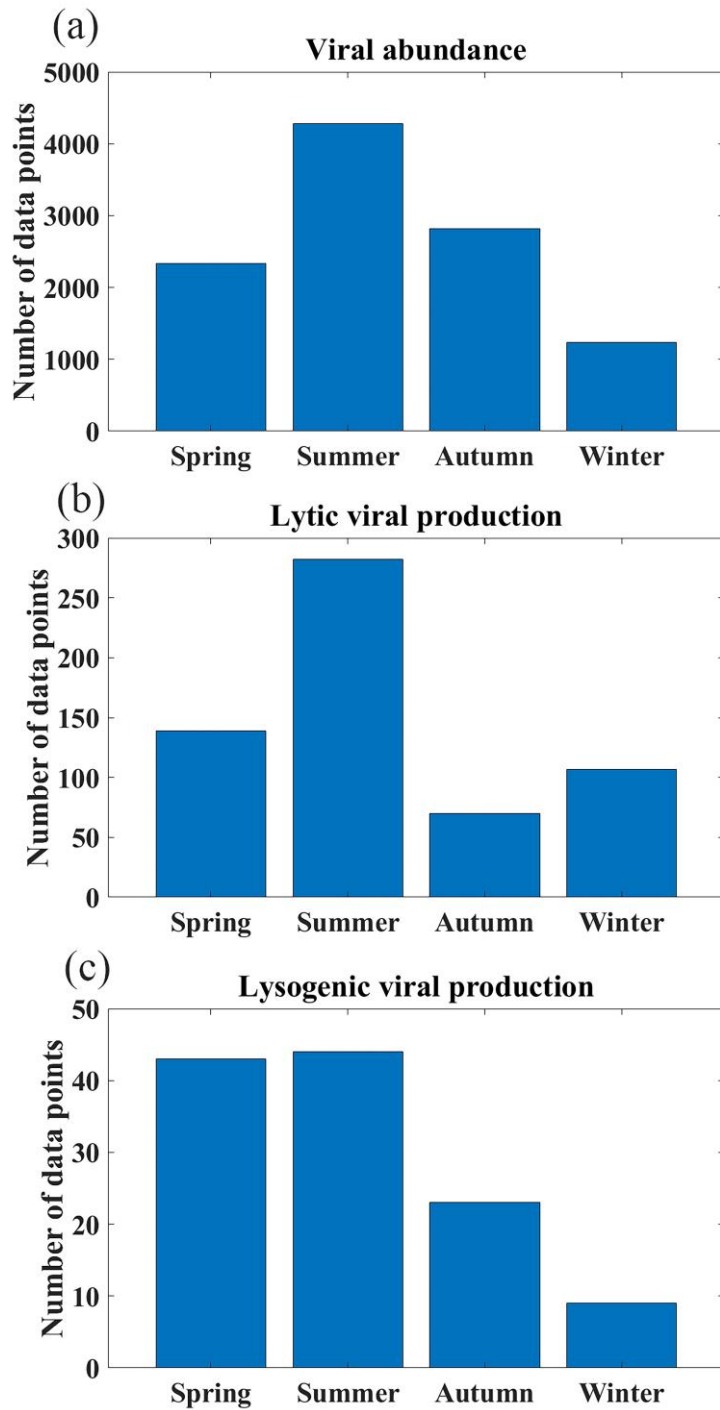 (a)
Viral abundance
Number of data points
5000
4000
3000
2000
1000
0
Spring Summer Autumn Winter
(b)
Lytic viral production
Number of data points
300
250
200
150
100
50
0
Spring Summer Autumn Winter
(c)
Lysogenic viral production
Number of data points
50
40
30
20
10
0
Spring Summer Autumn Winter